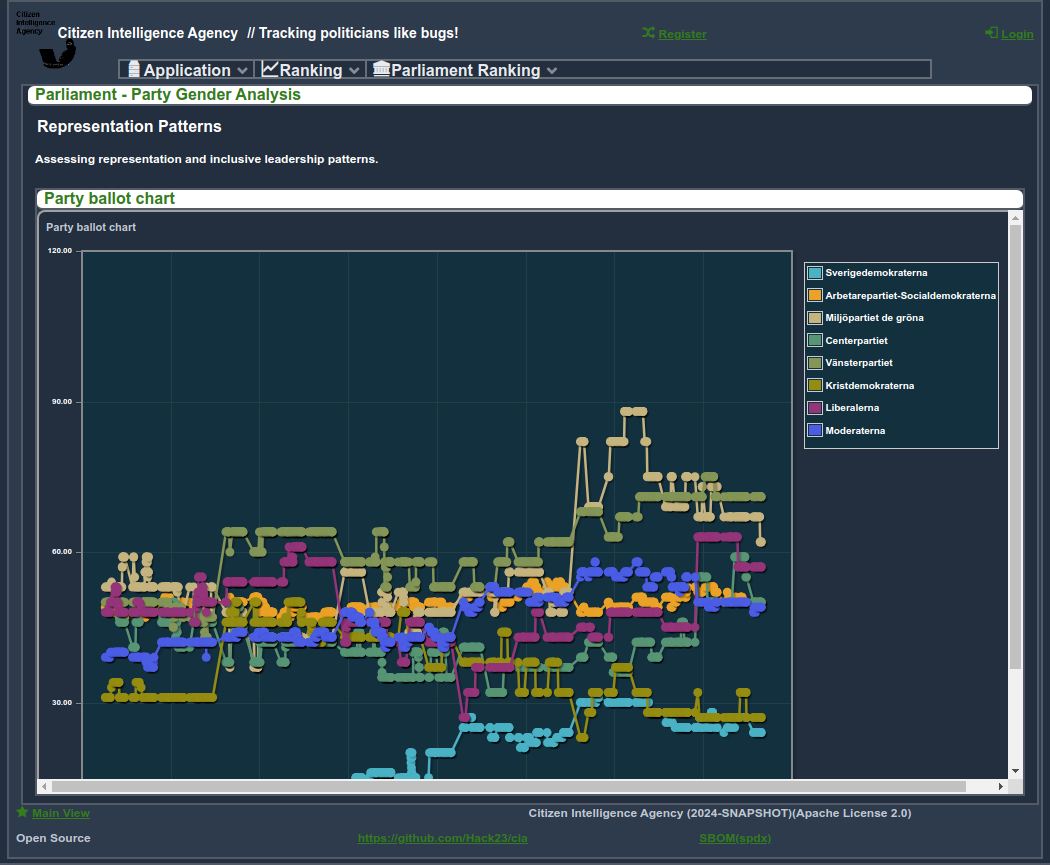 Citizen
Intelligence
Agency
Citizen Intelligence Agency // Tracking politicians like bugs!
Register
Login
Application
Ranking
Parliament Ranking
Parliament - Party Gender Analysis
Representation Patterns
Assessing representation and inclusive leadership patterns.
Party ballot chart
Party ballot chart
120.00
90.00
60.00
30.00
Sverigedemokraterna
Arbetarepartiet-Socialdemokraterna
Miljöpartiet de gröna
Centerpartiet
Vänsterpartiet
Kristdemokraterna
Liberalerna
Moderaterna
Main View
Citizen Intelligence Agency (2024-SNAPSHOT)(Apache License 2.0)
Open Source
https://github.com/Hack23/cia
SBOM(spdx)